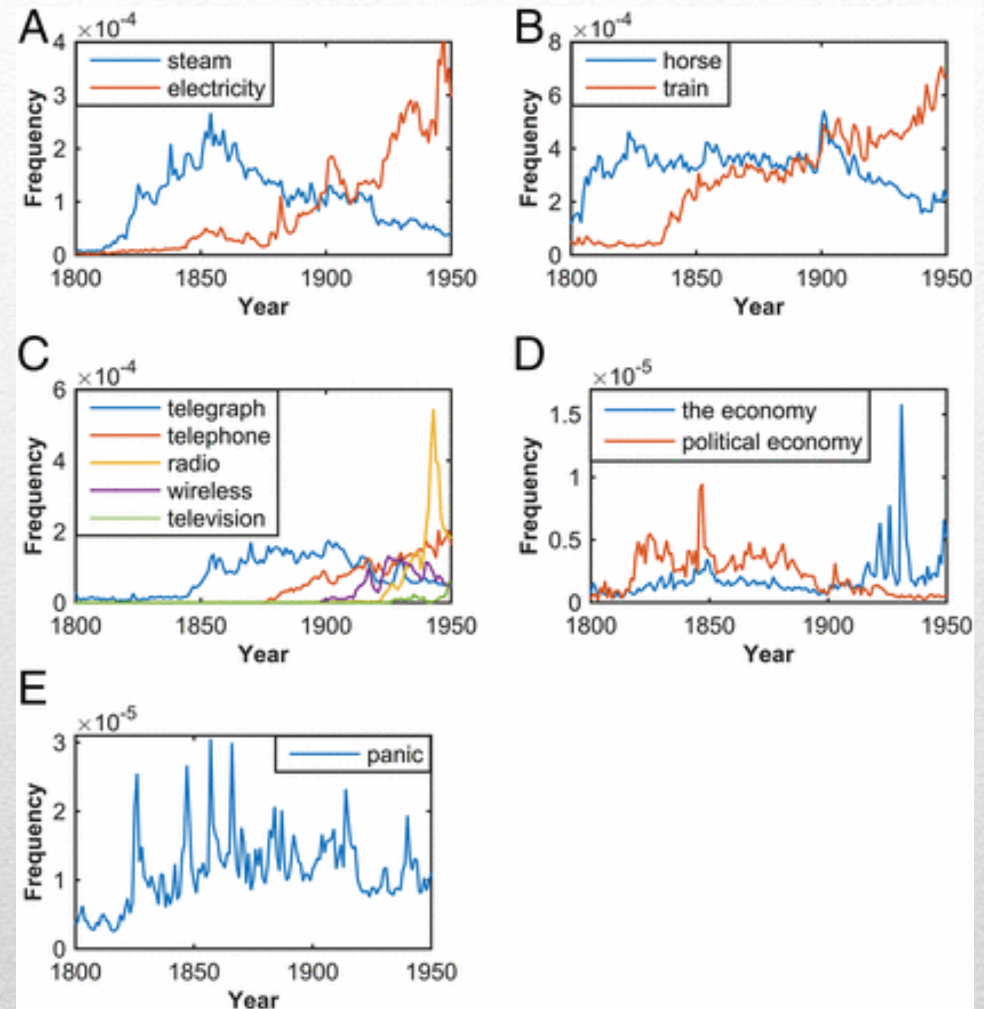 A
×10⁻⁴
4
3
2
1
0
steam
electricity
Frequency
1800 1850 1900 1950
Year
B
×10⁻⁴
8
6
4
2
0
horse
train
Frequency
1800 1850 1900 1950
Year
C
×10⁻⁴
6
4
2
0
telegraph
telephone
radio
wireless
television
Frequency
1800 1850 1900 1950
Year
D
×10⁻⁵
1.5
1
0.5
0
the economy
political economy
Frequency
1800 1850 1900 1950
Year
E
×10⁻⁵
3
2
1
0
panic
Frequency
1800 1850 1900 1950
Year